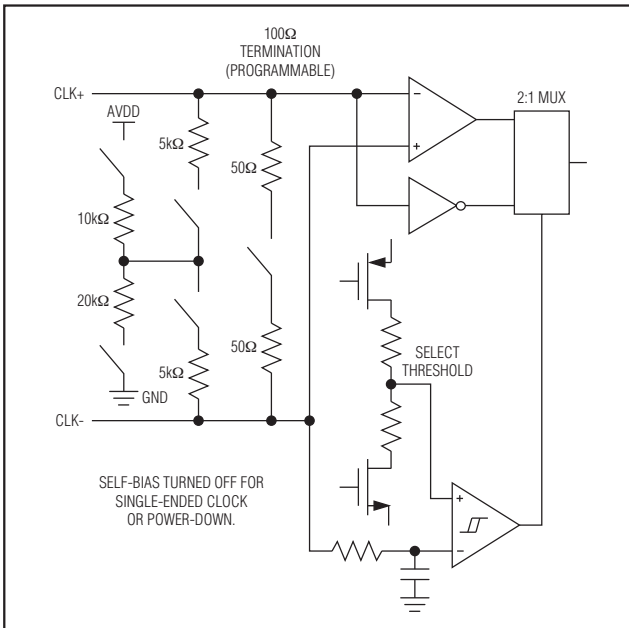 100Ω
TERMINATION
(PROGRAMMABLE)
2:1 MUX
CLK+
AVDD
5kΩ
50Ω
10kΩ
20kΩ
5kΩ
50Ω
GND
CLK-
SELECT
THRESHOLD
SELF-BIAS TURNED OFF FOR
SINGLE-ENDED CLOCK
OR POWER-DOWN.
−
+
+
−